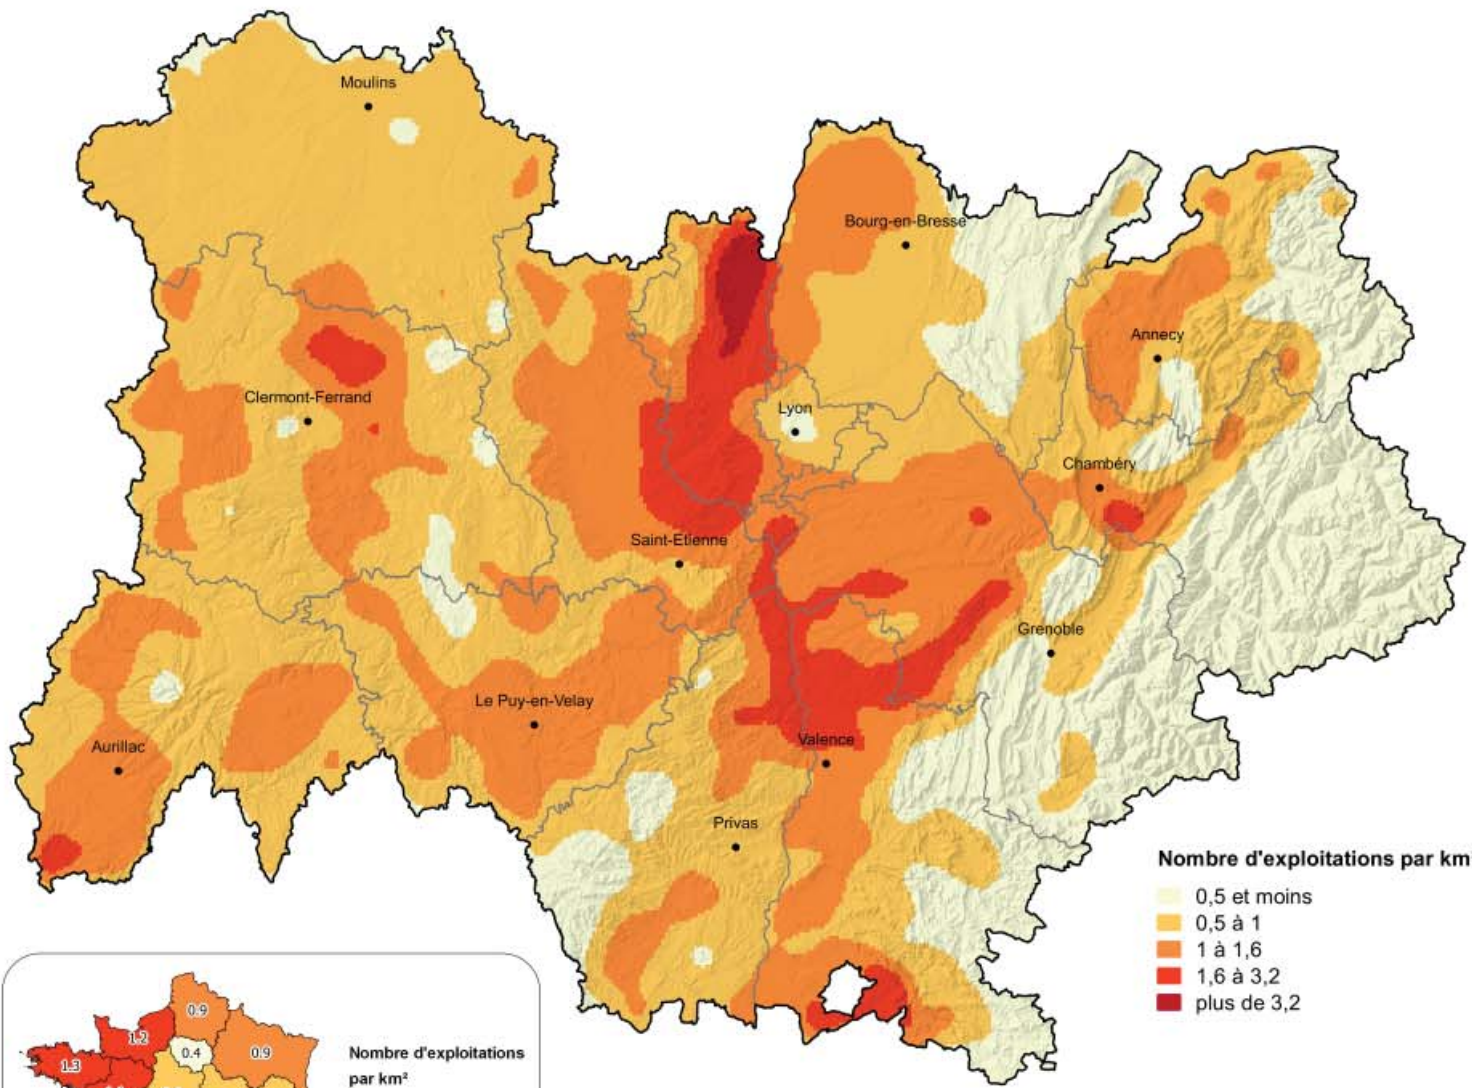 Moulins
Bourg-en-Bresse
Annecy
Clermont-Ferrand
Lyon
Chambéry
Saint-Etienne
Grenoble
Le Puy-en-Velay
Valence
Aurillac
Privas
Nombre d'exploitations par km
0,5 et moins
0,5 à 1
1 à 1,6
1,6 à 3,2
plus de 3,2
0.9
1.2
0.4
0.9
1.3
Nombre d'exploitations
par km²